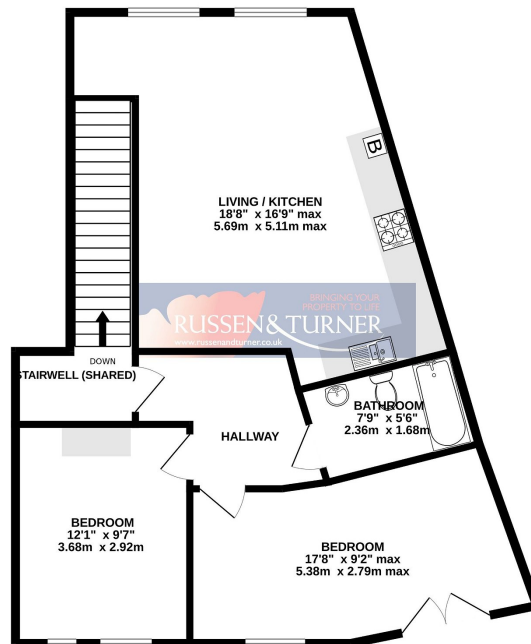 B
LIVING / KITCHEN
18'8" x 16'9" max
5.69m x 5.11m max
BRINGING YOUR
PROPERTY TO LIFE
RUSSEN & TURNER
www.russenandturner.co.uk
DOWN
STAIRWELL (SHARED)
BATHROOM
7'9" x 5'6"
2.36m x 1.68m
HALLWAY
BEDROOM
12'1" x 9'7"
3.68m x 2.92m
BEDROOM
17'8" x 9'2" max
5.38m x 2.79m max